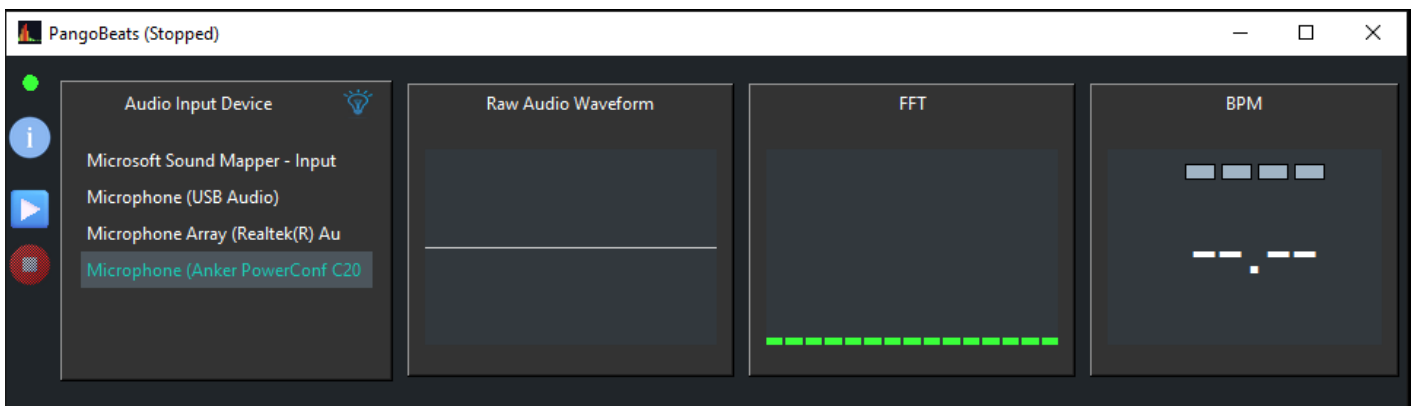 PangoBeats (Stopped)
Audio Input Device
Microsoft Sound Mapper - Input
Microphone (USB Audio)
Microphone Array (Realtek(R) Au
Microphone (Anker PowerConf C20
Raw Audio Waveform
FFT
BPM
--.--